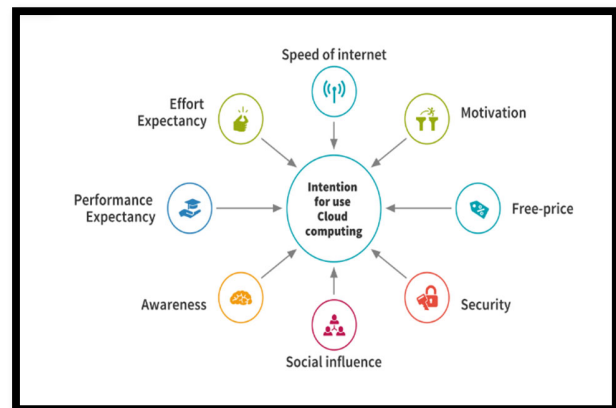 Speed of internet
Effort
Expectancy
Motivation
Performance
Expectancy
Intention
for use
Cloud
computing
Free-price
Awareness
Security
Social influence